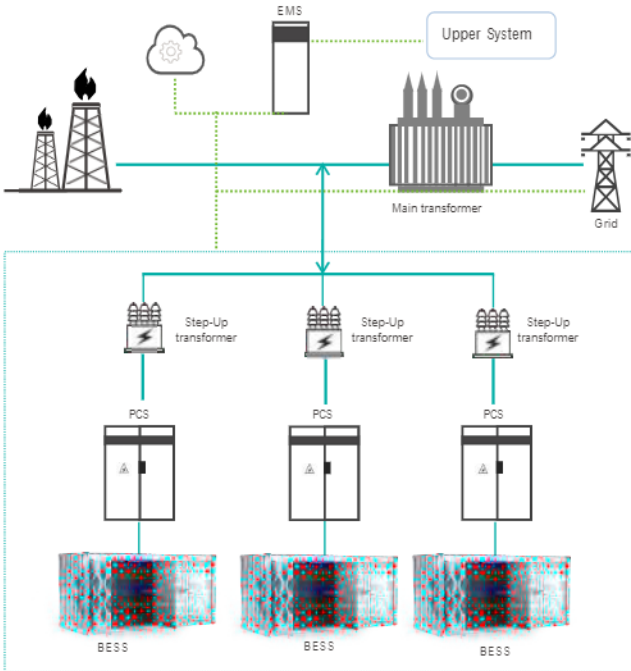 EMS
Upper System
Main transformer
Grid
Step-Up
transformer
Step-Up
transformer
Step-Up
transformer
PCS
PCS
PCS
BESS
BESS
BESS